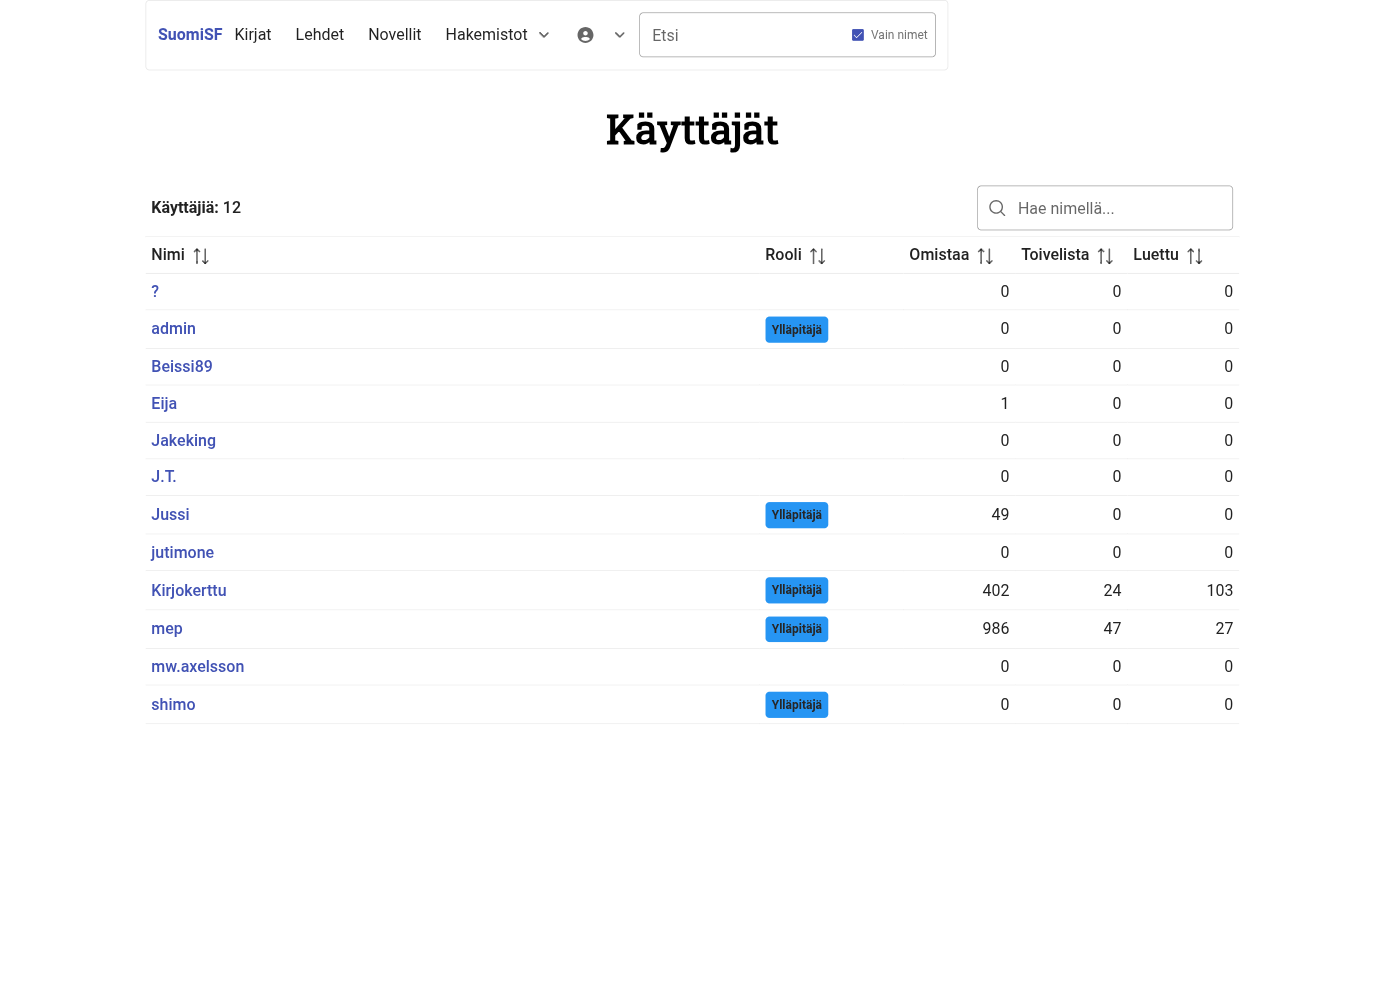 SuomiSF Kirjat Lehdet Novellit Hakemistot Etsi Vain nimet
Käyttäjät
Käyttäjiä: 12 Hae nimellä...
Nimi Rooli Omistaa Toivelista Luettu
? 0 0 0
admin Ylläpitäjä 0 0 0
Beissi89 0 0 0
Eija 1 0 0
Jakeking 0 0 0
J.T. 0 0 0
Jussi Ylläpitäjä 49 0 0
jutimone 0 0 0
Kirjokerttu Ylläpitäjä 402 24 103
mep Ylläpitäjä 986 47 27
mw.axelsson 0 0 0
shimo Ylläpitäjä 0 0 0